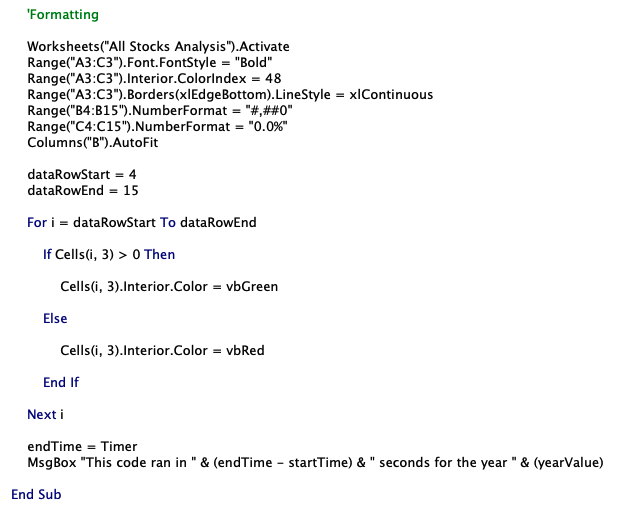 'Formatting
Worksheets("All Stocks Analysis").Activate
Range("A3:C3").Font.FontStyle = "Bold"
Range("A3:C3").Interior.ColorIndex = 48
Range("A3:C3").Borders(xlEdgeBottom).LineStyle = xlContinuous
Range("B4:B15").NumberFormat = "#,##0"
Range("C4:C15").NumberFormat = "0.0%"
Columns("B").AutoFit
dataRowStart = 4
dataRowEnd = 15
For i = dataRowStart To dataRowEnd
If Cells(i, 3) > 0 Then
Cells(i, 3).Interior.Color = vbGreen
Else
Cells(i, 3).Interior.Color = vbRed
End If
Next i
endTime = Timer
MsgBox "This code ran in " & (endTime - startTime) & " seconds for the year " & (yearValue)
End Sub